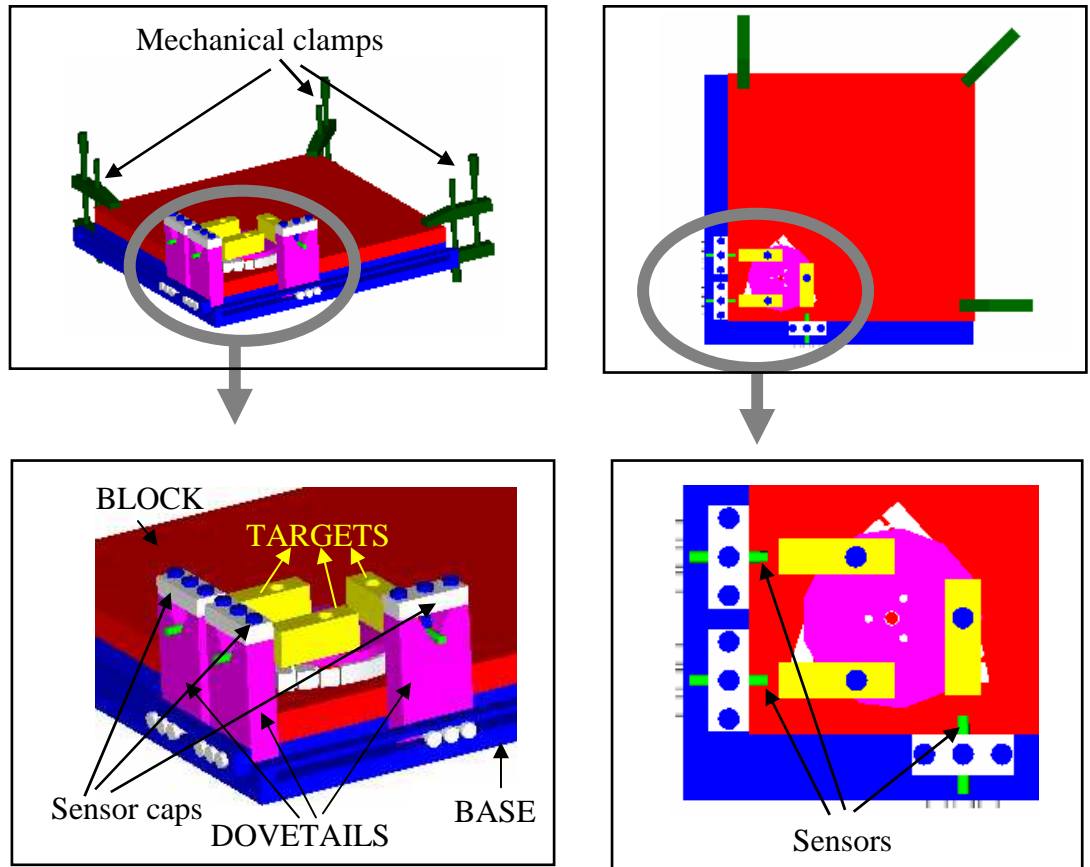 Mechanical clamps
BLOCK
TARGETS
Sensor caps
DOVETAILS
BASE
Sensors